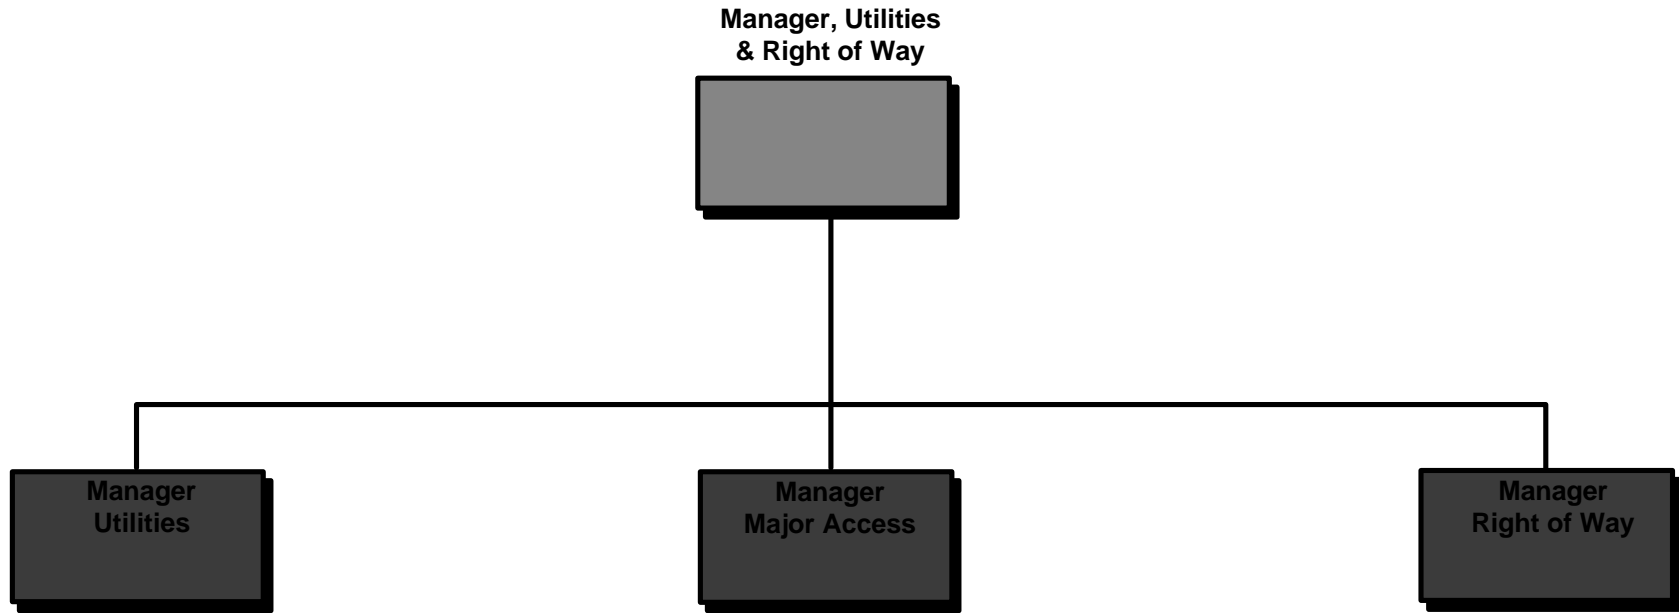 Manager, Utilities
& Right of Way
Manager
Utilities
Manager
Major Access
Manager
Right of Way